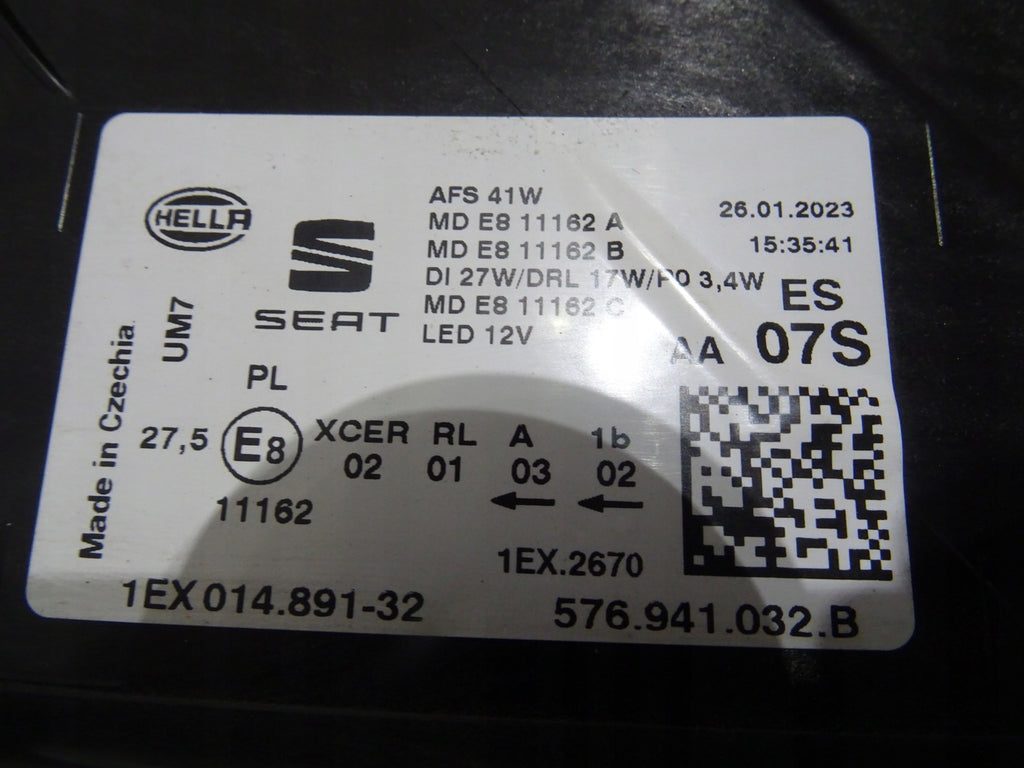 HELLA
SEAT
AFS 41W
MD E8 11162 A
MD E8 11162 B
DI 27W/DRL 17W/PO 3,4W
MD E8 11162 C
LED 12V
26.01.2023
15:35:41
ES
AA 07S
UM7
Made in Czechia
PL
27,5 E8 XCER RL A 1b
02 01 03 02
11162
1EX.2670
1EX 014.891-32
576.941.032.B